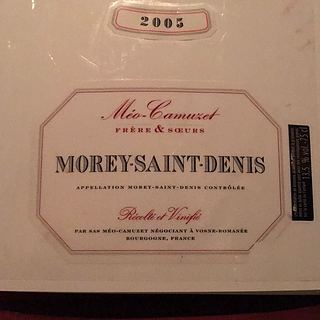 2005
Méo-Camuzet
FRÈRE & SŒURS
MOREY-SAINT-DENIS
APPELLATION MOREY-SAINT-DENIS CONTRÔLÉE
Récolté et Vinifié
PAR SAS MÉO-CAMUZET NÉGOCIANT À VOSNE-ROMANÉE
BOURGOGNE, FRANCE